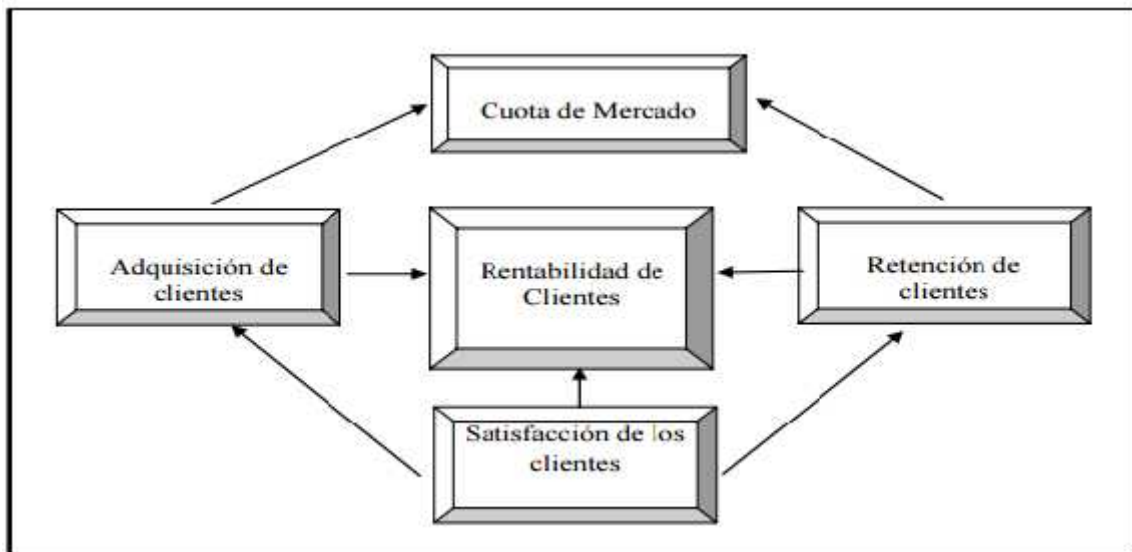 Cuota de Mercado
Adquisición de
clientes
Rentabilidad de
Clientes
Retención de
clientes
Satisfacción de los
clientes